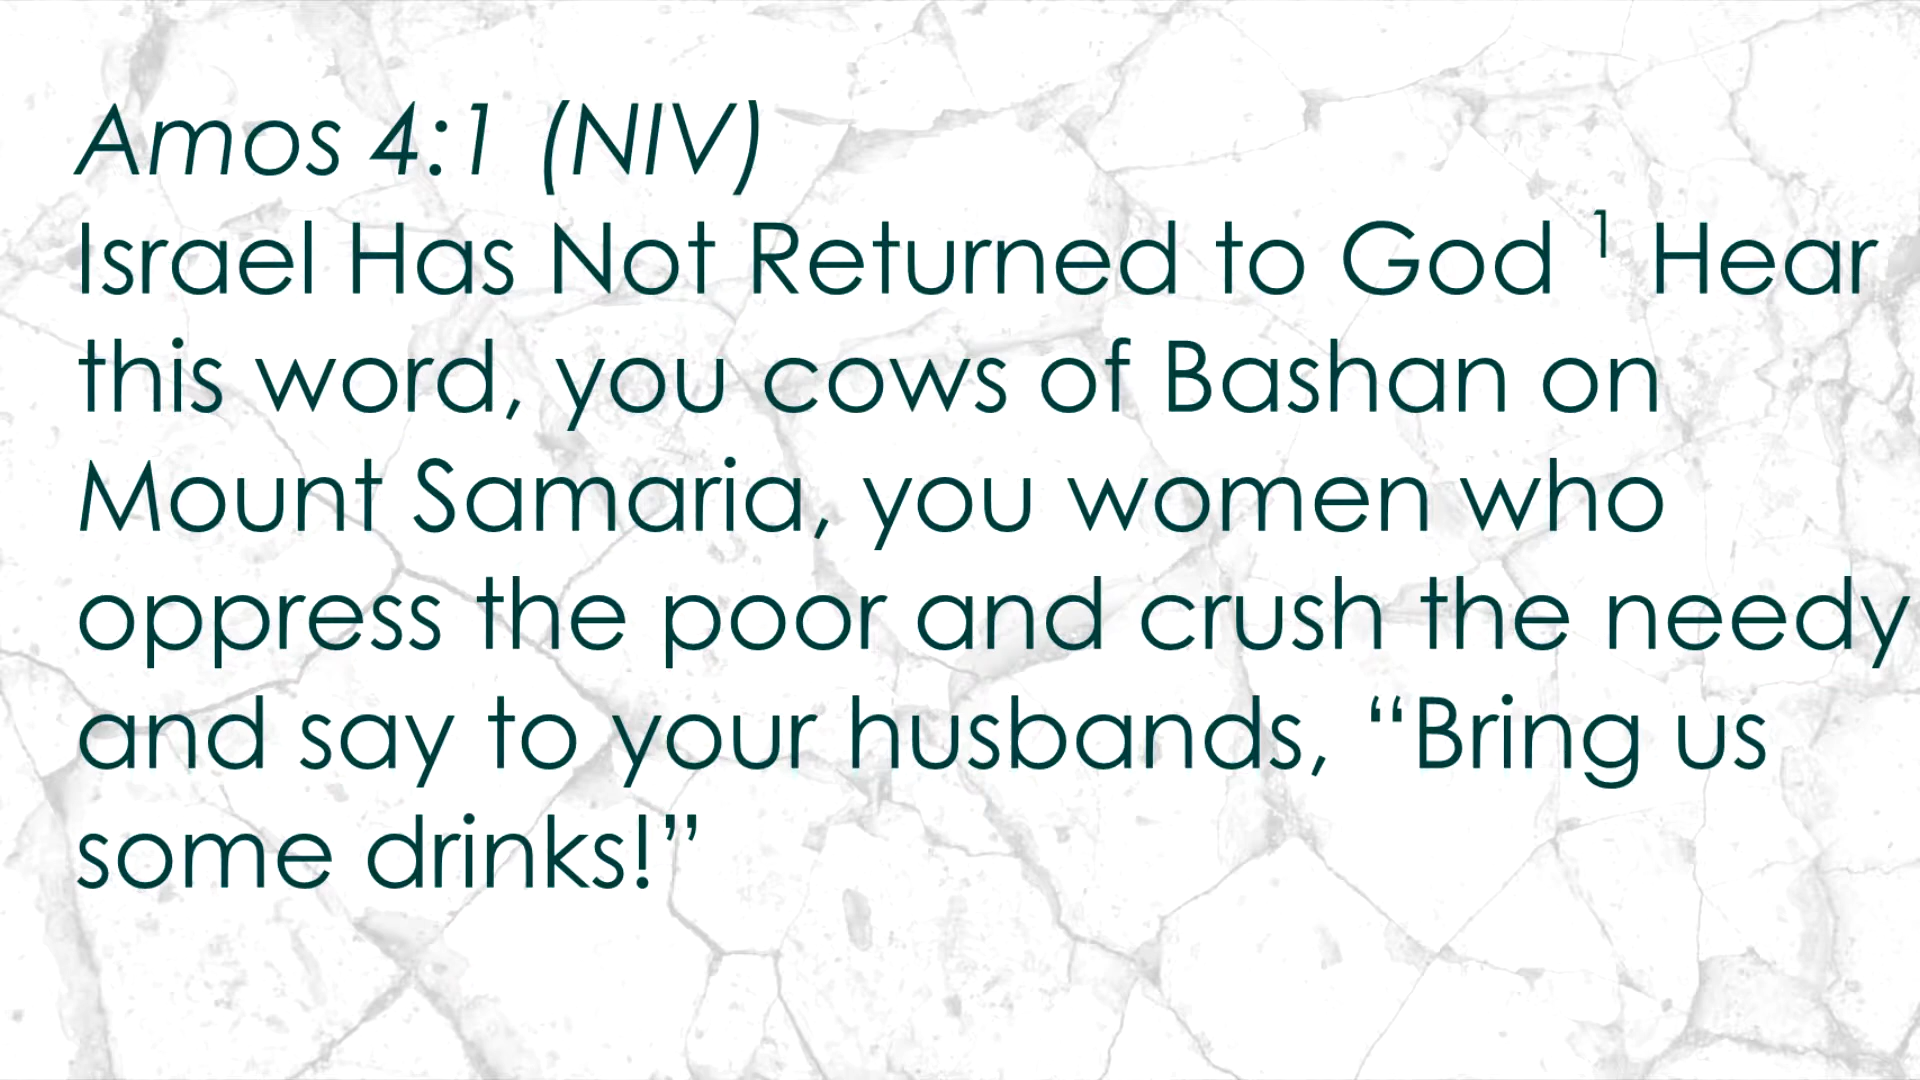 Amos 4:1 (NIV)
Israel Has Not Returned to God ¹ Hear
this word, you cows of Bashan on
Mount Samaria, you women who
oppress the poor and crush the needy
and say to your husbands, “Bring us
some drinks!”